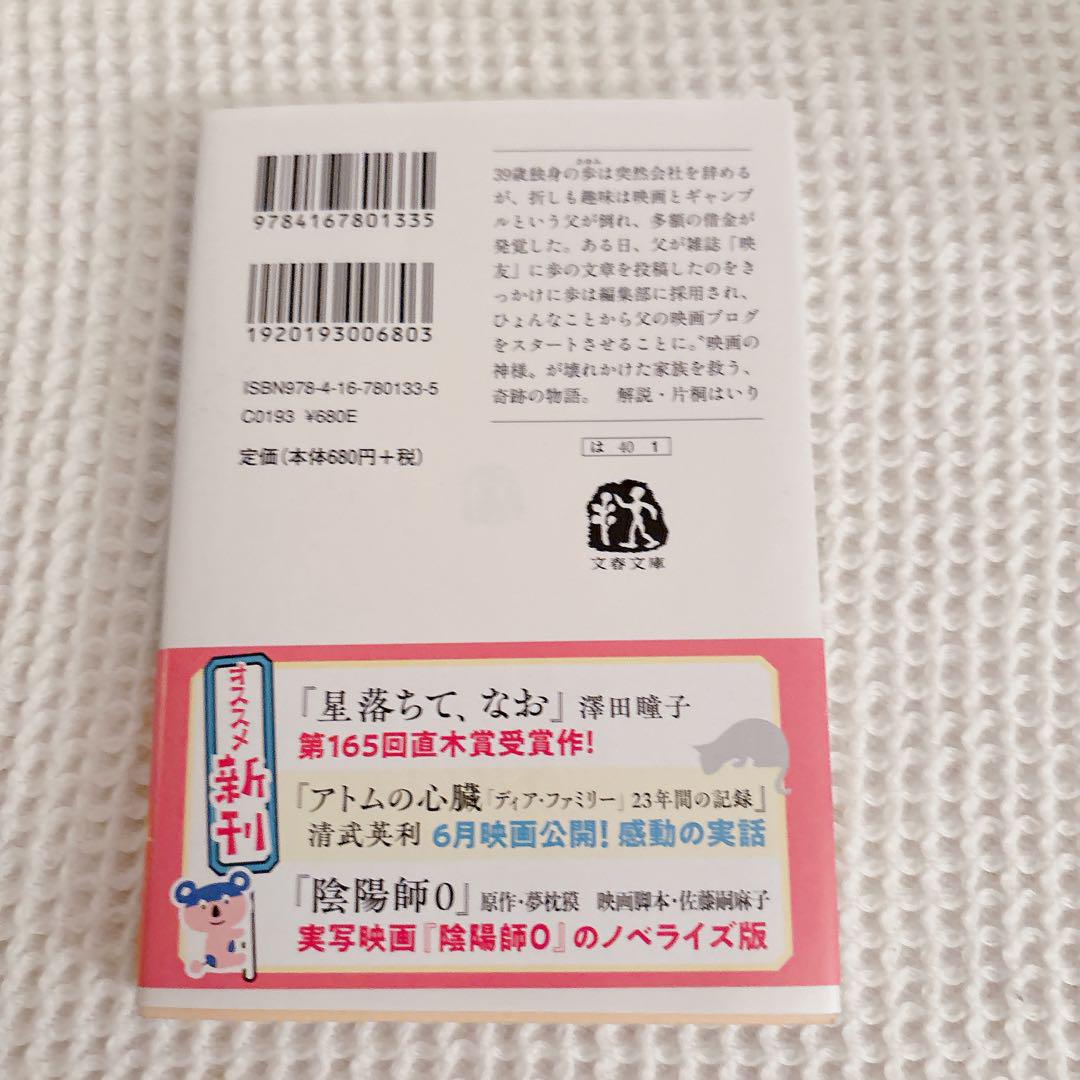 9784167801335
1920193006803
ISBN978-4-16-780133-5
C0193 ¥680E
定価(本体680円+税)
39歳独身の歩は突然会社を辞める
が、折しも趣味は映画とギャンブ
ルという父が倒れ、多額の借金が
発覚した。ある日、父が雑誌「映
友」に歩の文章を投稿したのをき
っかけに歩は編集部に採用され、
ひょんなことから父の映画ブログ
をスタートさせることに。〝映画の
神様〟が壊れかけた家族を救う、
奇跡の物語。 解説・片桐はいり
は 40 1
文春文庫
オススメ
新刊
『星落ちて、なお』澤田瞳子
第165回直木賞受賞作!
『アトムの心臓「ディア・ファミリー」23年間の記録』
清武英利 6月映画公開! 感動の実話
『陰陽師0』原作・夢枕獏 映画脚本・佐藤嗣麻子
実写映画『陰陽師0』のノベライズ版